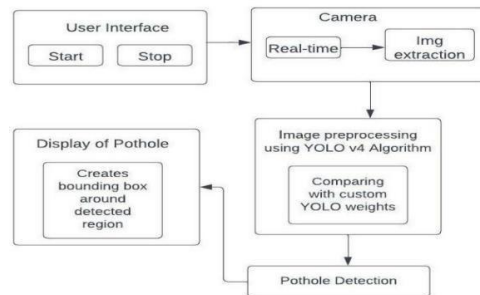 User Interface
Start
Stop
Camera
Real-time
Img
extraction
Image preprocessing
using YOLO v4 Algorithm
Comparing
with custom
YOLO weights
Pothole Detection
Display of Pothole
Creates
bounding box
around
detected
region